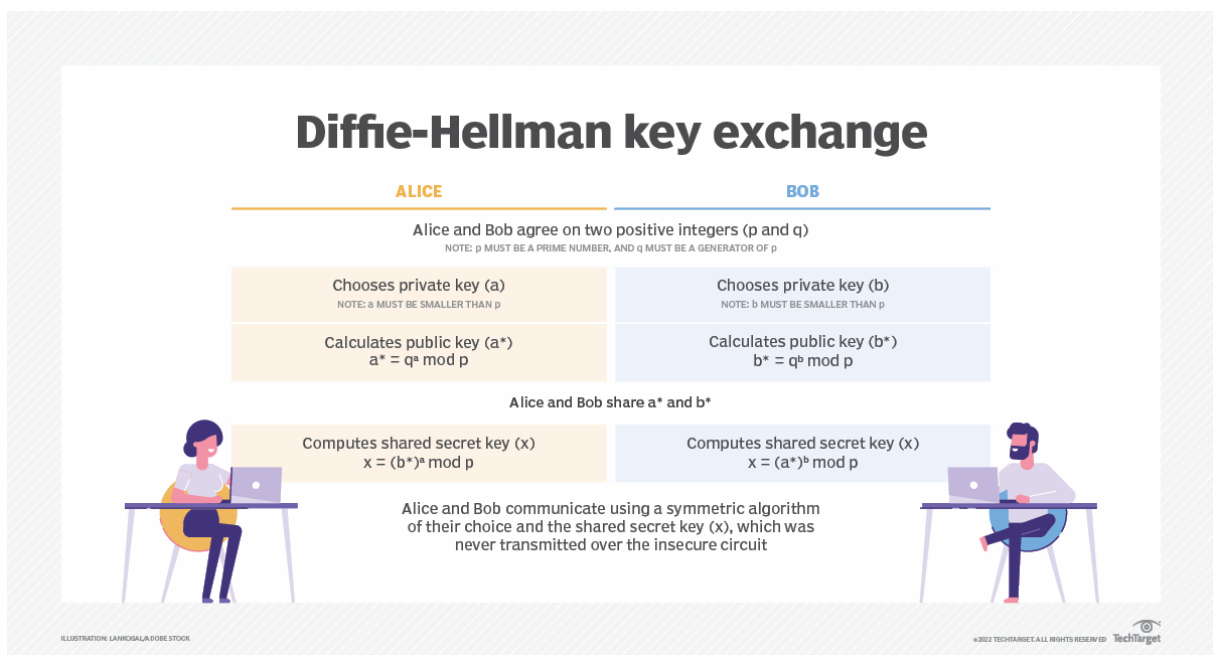 Diffie-Hellman key exchange
ALICE
BOB
Alice and Bob agree on two positive integers (p and q)
NOTE: p MUST BE A PRIME NUMBER, AND q MUST BE A GENERATOR OF p
Chooses private key (a)
NOTE: a MUST BE SMALLER THAN p
Chooses private key (b)
NOTE: b MUST BE SMALLER THAN p
Calculates public key (a*)
a* = qᵃ mod p
Calculates public key (b*)
b* = qᵇ mod p
Alice and Bob share a* and b*
Computes shared secret key (x)
x = (b*)ᵃ mod p
Computes shared secret key (x)
x = (a*)ᵇ mod p
Alice and Bob communicate using a symmetric algorithm
of their choice and the shared secret key (x), which was
never transmitted over the insecure circuit
ILLUSTRATION: LANKOGAL/ADOBE STOCK
©2022 TECHTARGET. ALL RIGHTS RESERVED TechTarget